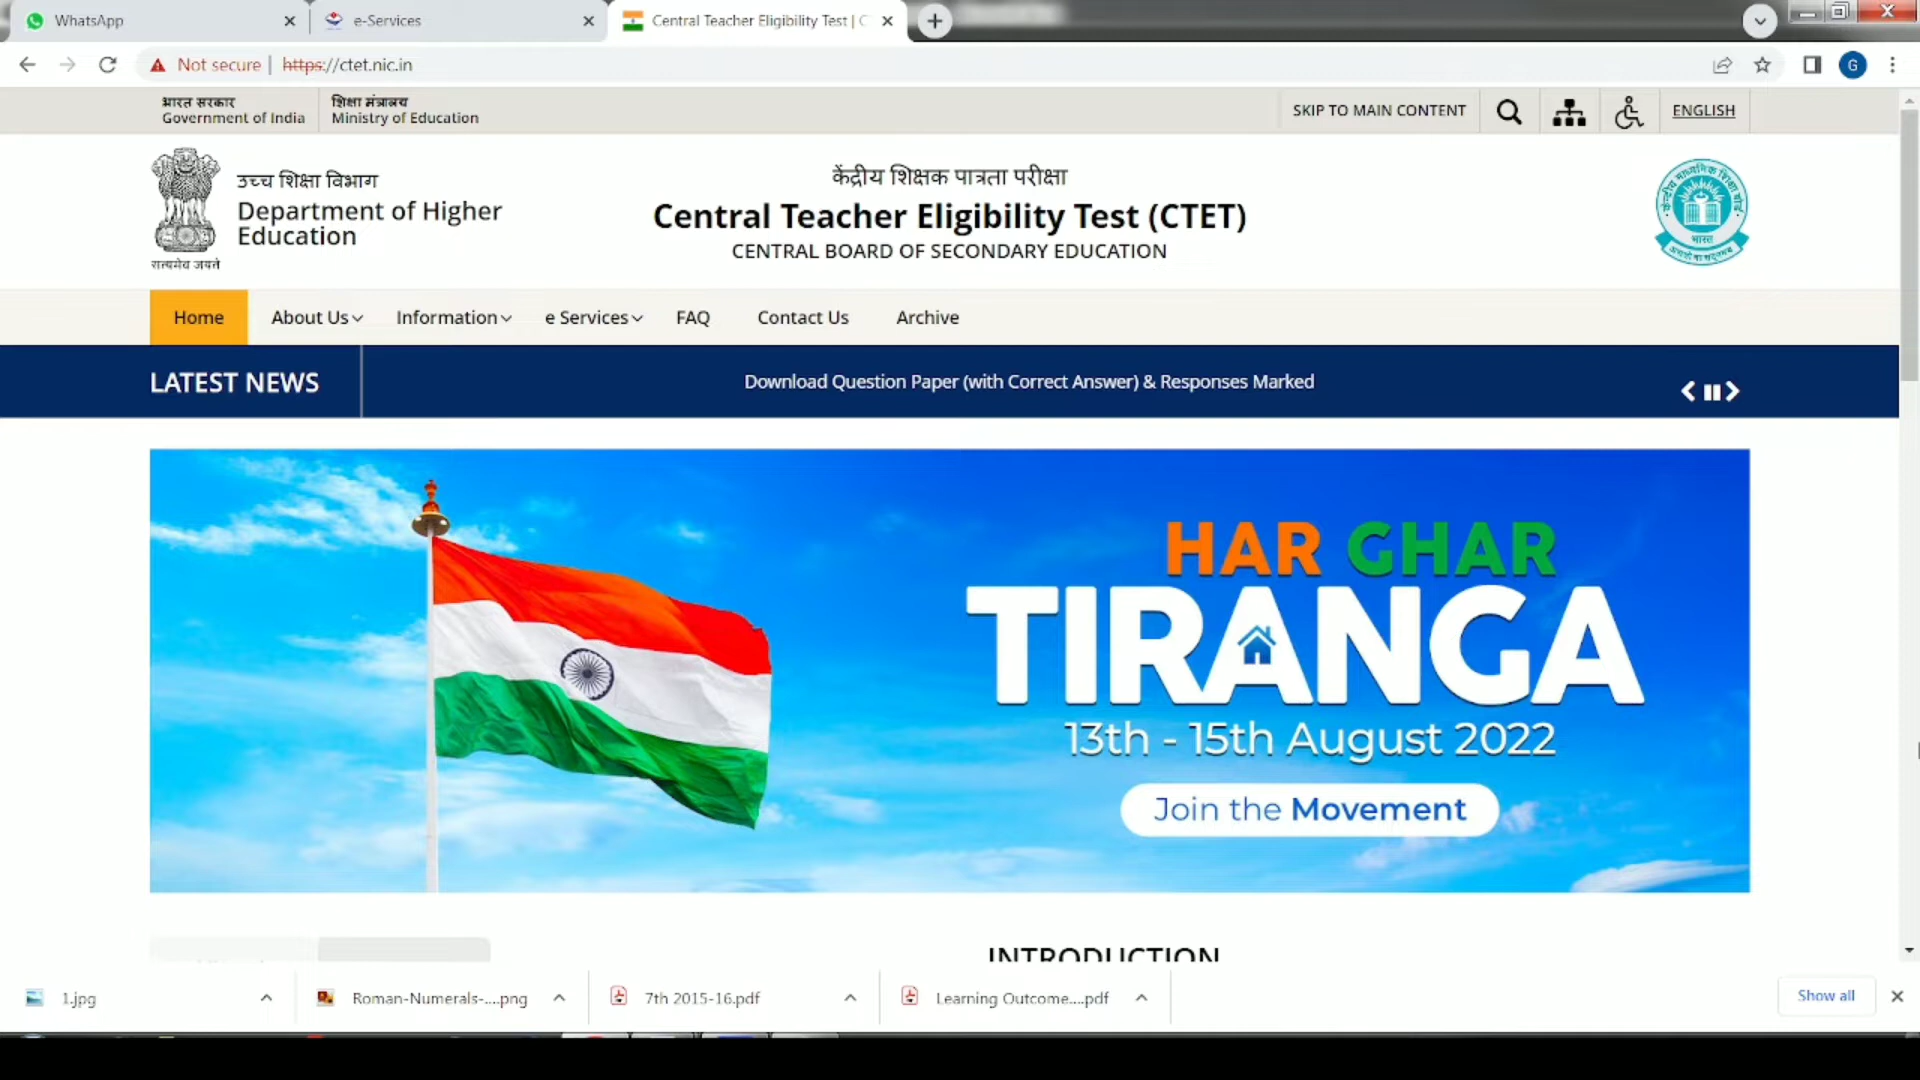 WhatsApp
e-Services
Central Teacher Eligibility Test | C
Not secure | https://ctet.nic.in
भारत सरकार
Government of India
शिक्षा मंत्रालय
Ministry of Education
SKIP TO MAIN CONTENT
ENGLISH
सत्यमेव जयते
उच्च शिक्षा विभाग
Department of Higher
Education
केंद्रीय शिक्षक पात्रता परीक्षा
Central Teacher Eligibility Test (CTET)
CENTRAL BOARD OF SECONDARY EDUCATION
भारत
Home
About Us
Information
e Services
FAQ
Contact Us
Archive
LATEST NEWS
Download Question Paper (with Correct Answer) & Responses Marked
HAR GHAR
TIRANGA
13th - 15th August 2022
Join the Movement
INTRODUCTION
1.jpg
Roman-Numerals-....png
7th 2015-16.pdf
Learning Outcome....pdf
Show all
G